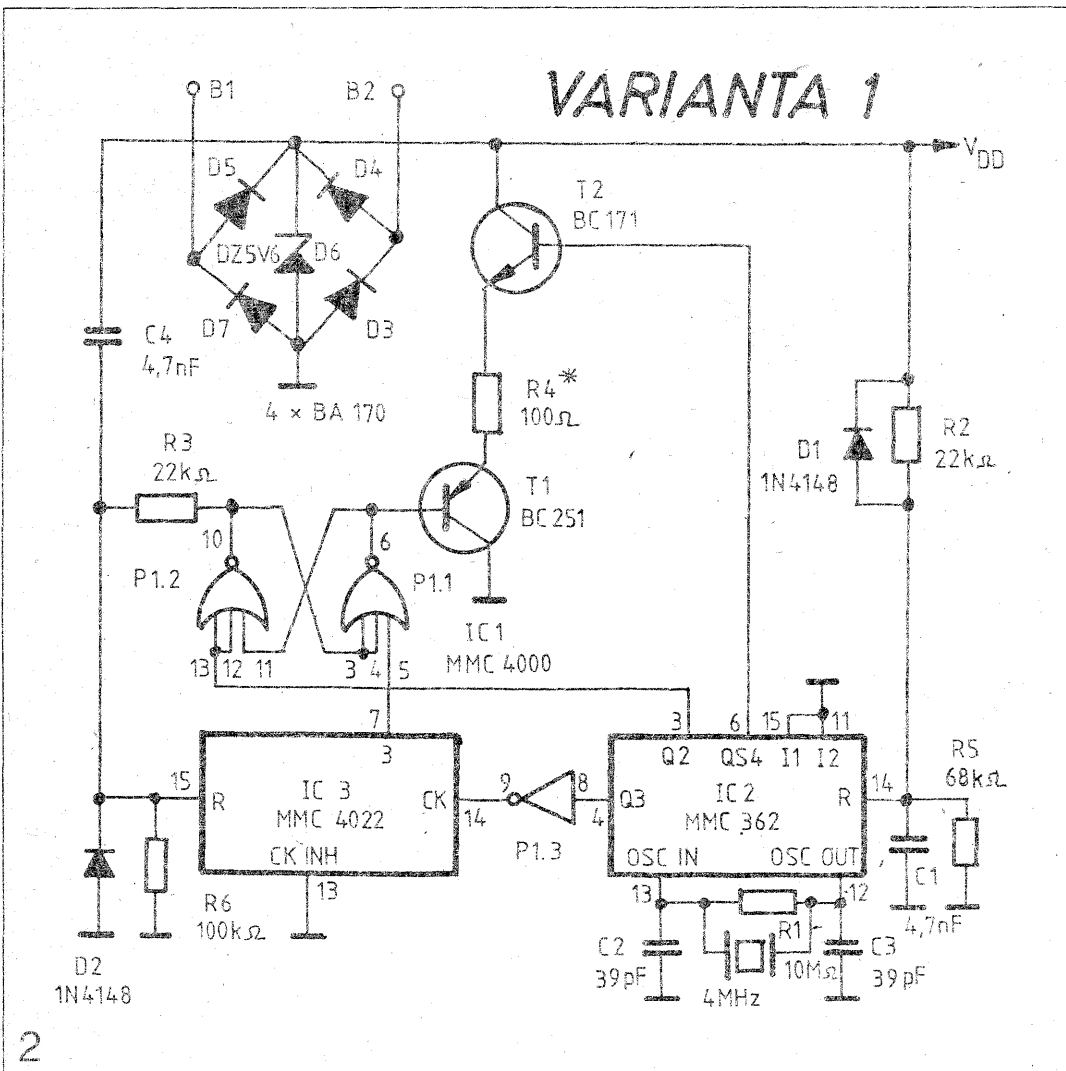 VARIANTA 1
B1
B2
VDD
D5
D4
T2
BC 171
DZ5V6
D6
D7
D3
C4
4,7nF
4 × BA 170
R4*
100Ω
R3
22kΩ
D1
1N4148
R2
22kΩ
T1
BC 251
10
6
P1.2
P1.1
IC 1
MMC 4000
13
12
11
3
4
5
7
3
6
15
11
3
Q2
QS4
I1
I2
R5
68kΩ
15
R
IC 3
MMC 4022
CK
14
9
8
4
Q3
IC 2
MMC 362
R
14
P1.3
CK INH
13
OSC IN
OSC OUT
13
12
C1
4,7nF
R6
100kΩ
D2
1N4148
C2
39pF
R1
10MΩ
4MHz
C3
39pF
2